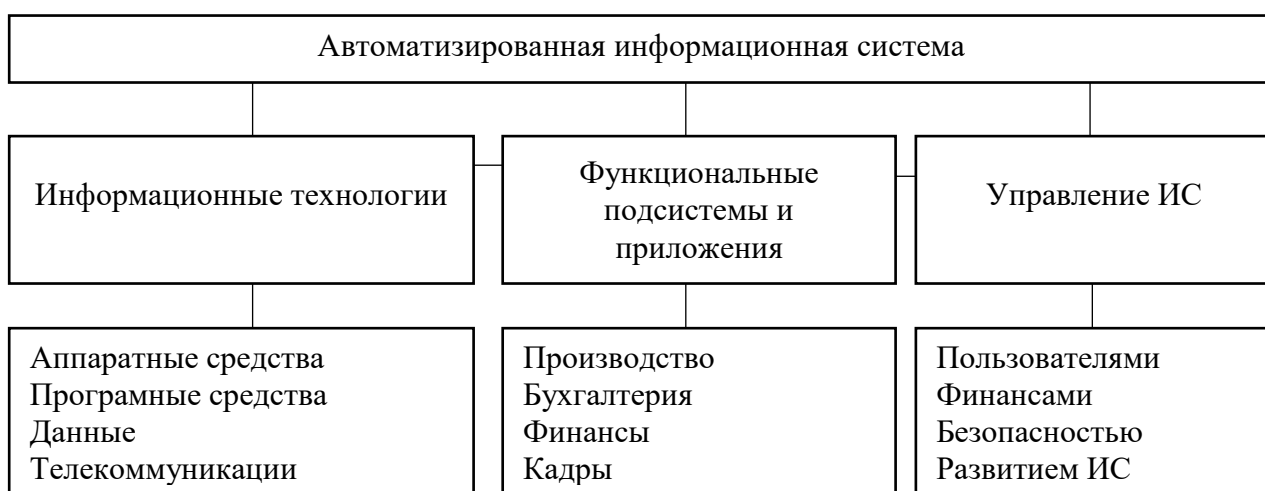 Автоматизированная информационная система
Информационные технологии
Функциональные
подсистемы и
приложения
Управление ИС
Аппаратные средства
Програмные средства
Данные
Телекоммуникации
Производство
Бухгалтерия
Финансы
Кадры
Пользователями
Финансами
Безопасностью
Развитием ИС